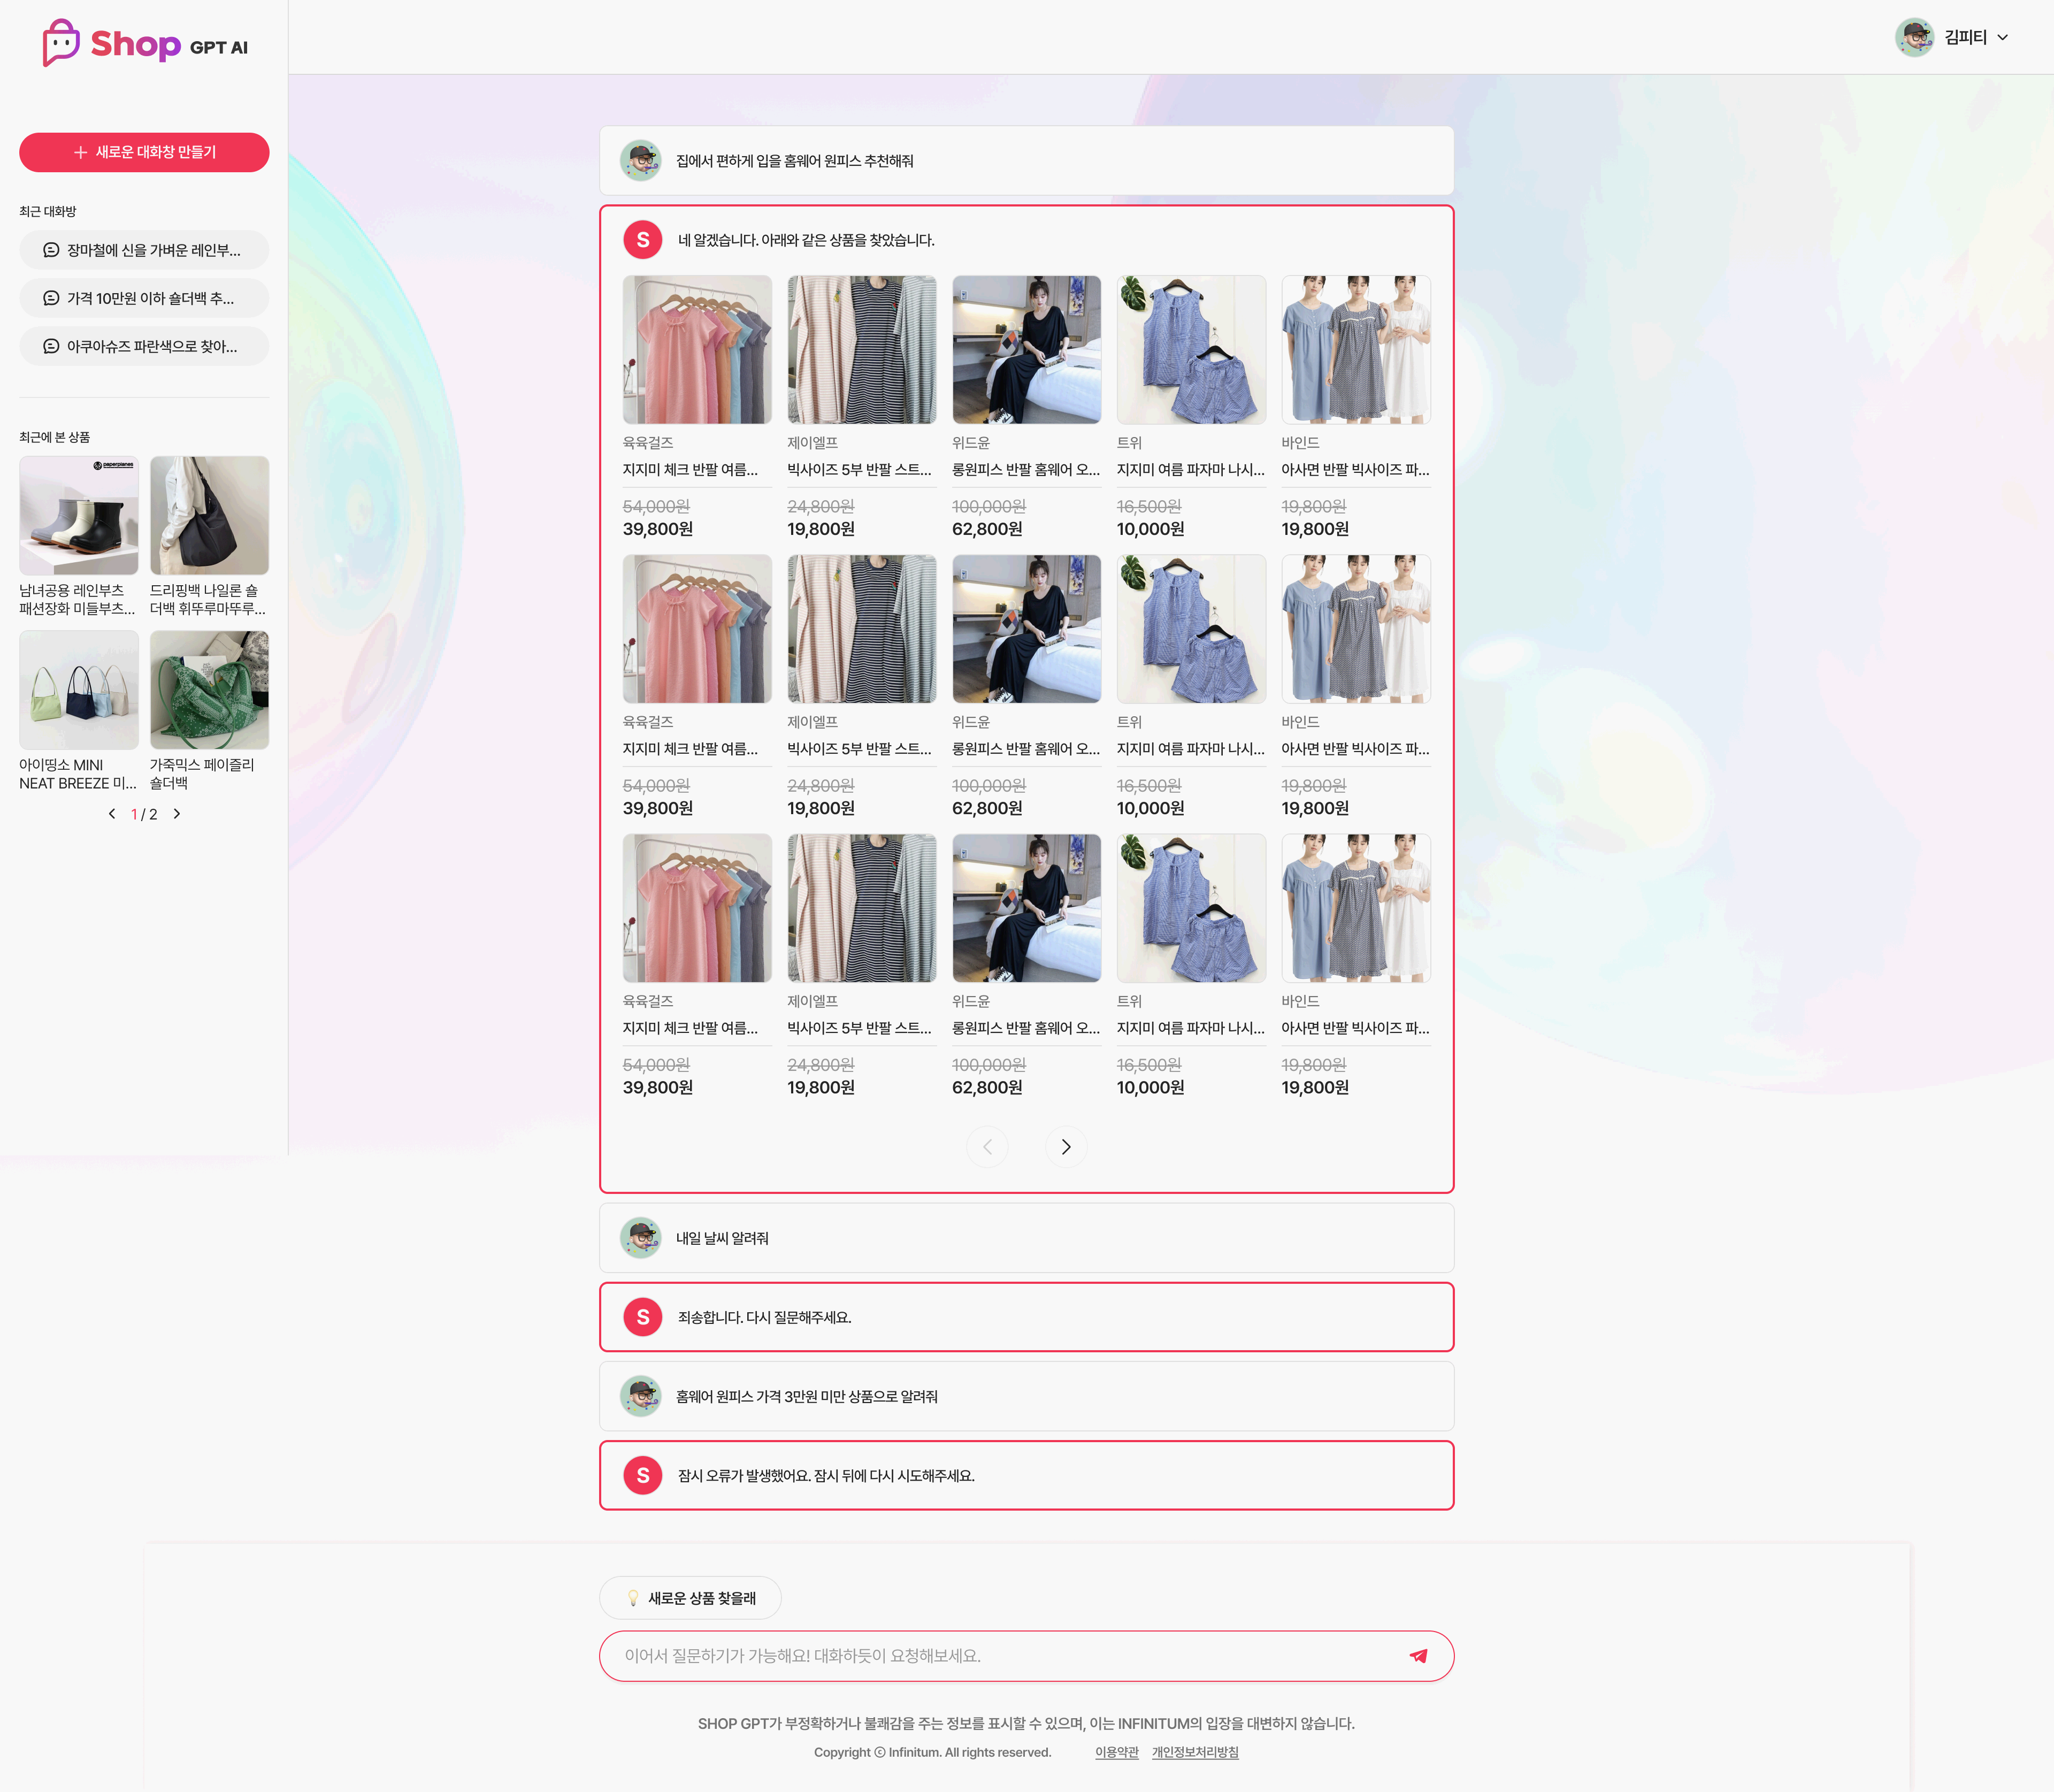 Shop GPT AI
김피티
새로운 대화창 만들기
최근 대화방
장마철에 신을 가벼운 레인부...
가격 10만원 이하 숄더백 추...
아쿠아슈즈 파란색으로 찾아...
최근에 본 상품
paperplanes
남녀공용 레인부츠
패션장화 미들부츠...
드리핑백 나일론 숄
더백 휘뚜루마뚜루...
아이띵소 MINI
NEAT BREEZE 미...
가죽믹스 페이즐리
숄더백
1 / 2
집에서 편하게 입을 홈웨어 원피스 추천해줘
S
네 알겠습니다. 아래와 같은 상품을 찾았습니다.
육육걸즈
지지미 체크 반팔 여름...
54,000원
39,800원
제이엘프
빅사이즈 5부 반팔 스트...
24,800원
19,800원
위드윤
롱원피스 반팔 홈웨어 오...
100,000원
62,800원
트위
지지미 여름 파자마 나시...
16,500원
10,000원
바인드
아사면 반팔 빅사이즈 파...
19,800원
19,800원
육육걸즈
지지미 체크 반팔 여름...
54,000원
39,800원
제이엘프
빅사이즈 5부 반팔 스트...
24,800원
19,800원
위드윤
롱원피스 반팔 홈웨어 오...
100,000원
62,800원
트위
지지미 여름 파자마 나시...
16,500원
10,000원
바인드
아사면 반팔 빅사이즈 파...
19,800원
19,800원
육육걸즈
지지미 체크 반팔 여름...
54,000원
39,800원
제이엘프
빅사이즈 5부 반팔 스트...
24,800원
19,800원
위드윤
롱원피스 반팔 홈웨어 오...
100,000원
62,800원
트위
지지미 여름 파자마 나시...
16,500원
10,000원
바인드
아사면 반팔 빅사이즈 파...
19,800원
19,800원
내일 날씨 알려줘
S
죄송합니다. 다시 질문해주세요.
홈웨어 원피스 가격 3만원 미만 상품으로 알려줘
S
잠시 오류가 발생했어요. 잠시 뒤에 다시 시도해주세요.
새로운 상품 찾을래
이어서 질문하기가 가능해요! 대화하듯이 요청해보세요.
SHOP GPT가 부정확하거나 불쾌감을 주는 정보를 표시할 수 있으며, 이는 INFINITUM의 입장을 대변하지 않습니다.
Copyright ⓒ Infinitum. All rights reserved.
이용약관 개인정보처리방침